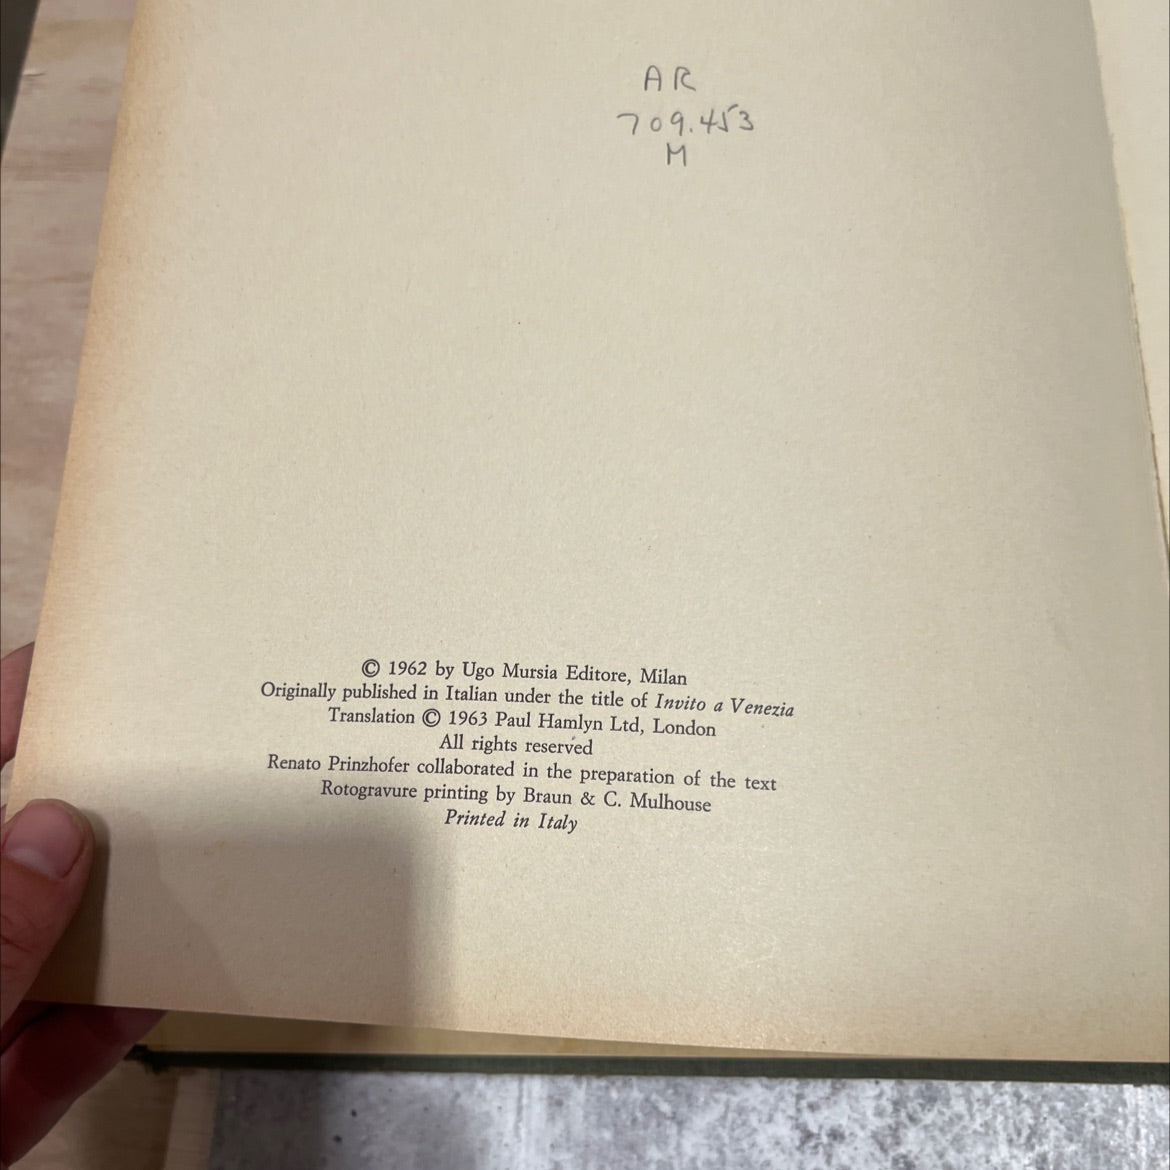 AR
709.453
M
© 1962 by Ugo Mursia Editore, Milan
Originally published in Italian under the title of Invito a Venezia
Translation © 1963 Paul Hamlyn Ltd, London
All rights reserved
Renato Prinzhofer collaborated in the preparation of the text
Rotogravure printing by Braun & C. Mulhouse
Printed in Italy